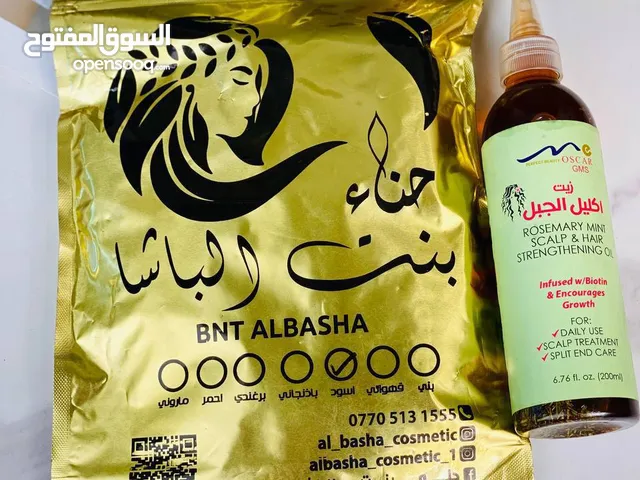 السوق المفتوح
opensooq.com
حناء
بنت الباشا
BNT ALBASHA
بني قهوائي اسود باذنجاني برغندي احمر ماروني
0770 513 1555
al_basha_cosmetic
albasha_cosmetic_1
me
OSCAR
GMS
زيت
اكليل الجبل
ROSEMARY MINT
SCALP & HAIR
STRENGTHENING OIL
Infused w/Biotin
& Encourages
Growth
FOR:
✓DAILY USE
✓SCALP TREATMENT
✓SPLIT END CARE
6.76 fl. oz. (200ml)